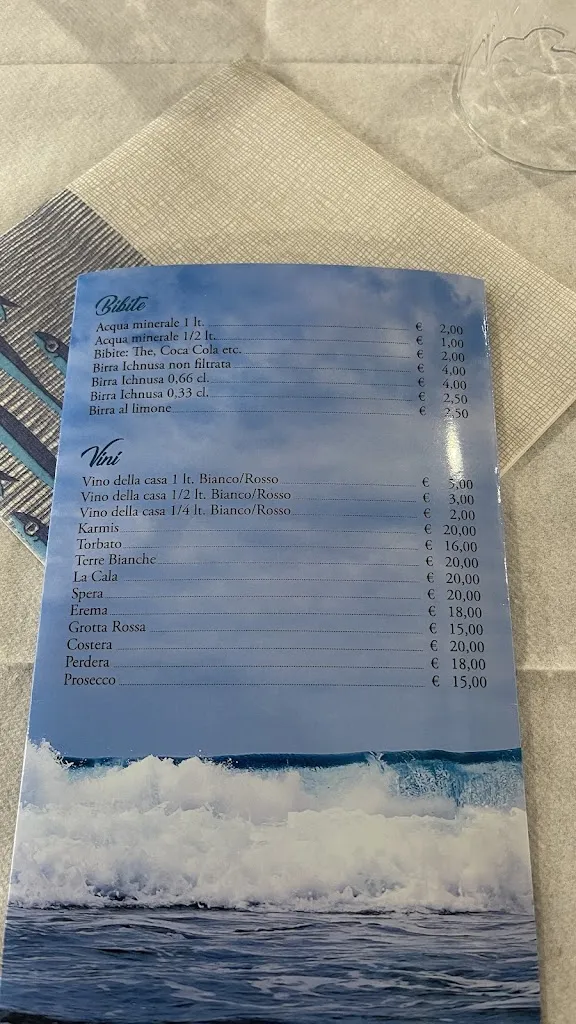 Bibite
Acqua minerale 1 lt. € 2,00
Acqua minerale 1/2 lt. € 1,00
Bibite: The, Coca Cola etc. € 2,00
Birra Ichnusa non filtrata € 4,00
Birra Ichnusa 0,66 cl. € 4,00
Birra Ichnusa 0,33 cl. € 2,50
Birra al limone € 2,50
Vini
Vino della casa 1 lt. Bianco/Rosso € 5,00
Vino della casa 1/2 lt. Bianco/Rosso € 3,00
Vino della casa 1/4 lt. Bianco/Rosso € 2,00
Karmis € 20,00
Torbato € 16,00
Terre Bianche € 20,00
La Cala € 20,00
Spera € 20,00
Erema € 18,00
Grotta Rossa € 15,00
Costera € 20,00
Perdera € 18,00
Prosecco € 15,00